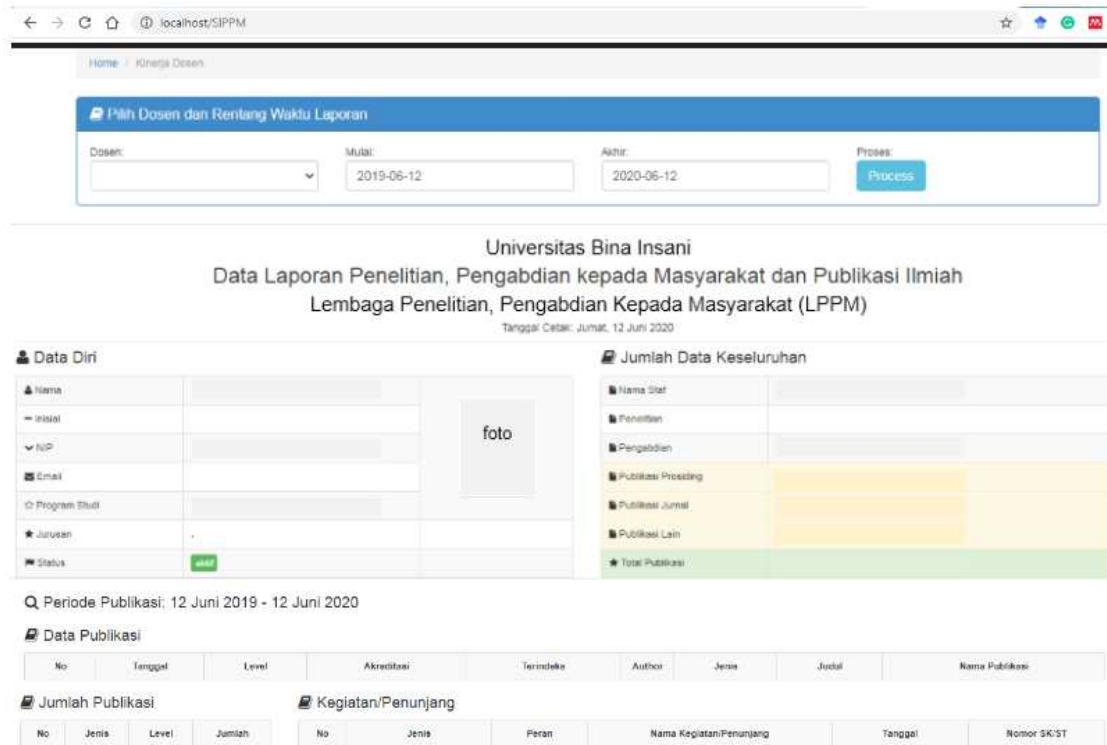 localhost/SIPPM
Home / Kinerja Dosen
Pilih Dosen dan Rentang Waktu Laporan
Dosen: Mulai: Akhir: Proses:
2019-06-12 2020-06-12 Process
Universitas Bina Insani
Data Laporan Penelitian, Pengabdian kepada Masyarakat dan Publikasi Ilmiah
Lembaga Penelitian, Pengabdian Kepada Masyarakat (LPPM)
Tanggal Cetak: Jumat, 12 Juni 2020
Data Diri
Nama
Inisial
NIP
Email
Program Studi
Jurusan
Status aktif
foto
Jumlah Data Keseluruhan
Nama Staf
Penelitian
Pengabdian
Publikasi Prosiding
Publikasi Jurnal
Publikasi Lain
Total Publikasi
Periode Publikasi: 12 Juni 2019 - 12 Juni 2020
Data Publikasi
No Tanggal Level Akreditasi Terindeks Author Jenis Judul Nama Publikasi
Jumlah Publikasi
No Jenis Level Jumlah
Kegiatan/Penunjang
No Jenis Peran Nama Kegiatan/Penunjang Tanggal Nomor SK/ST